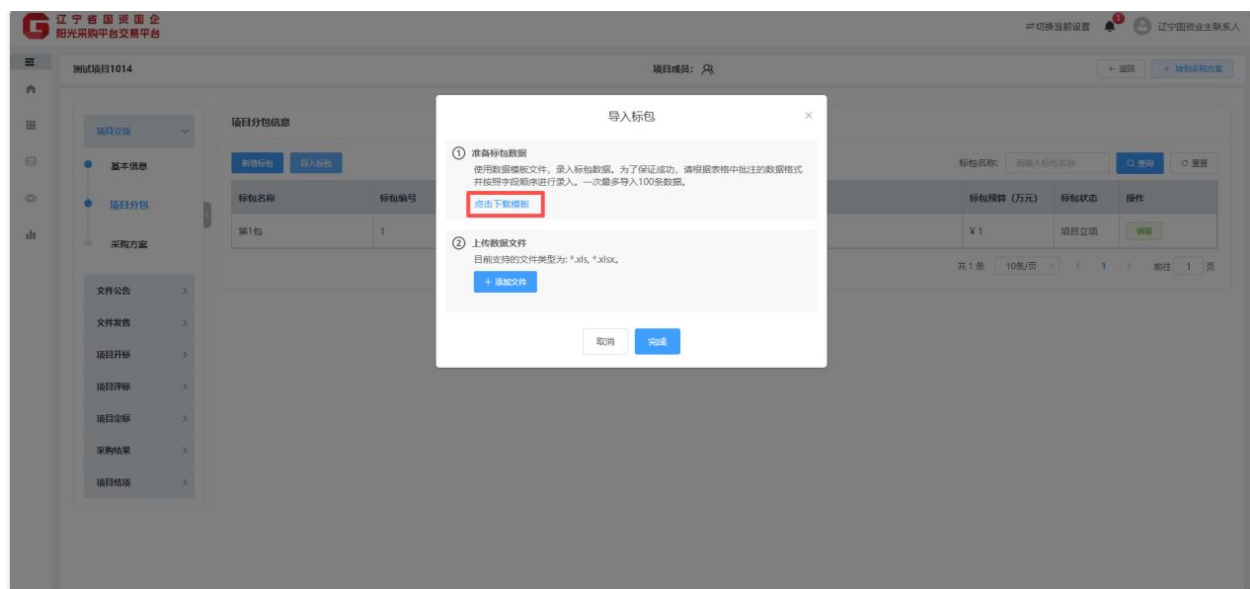 辽宁省国资国企
阳光采购平台交易平台
切换当前设置
1
辽宁国资业主联系人
测试项目1014
项目成员：
← 返回
→ 转到采购方案
项目立项
基本信息
项目分包
采购方案
文件公告
文件发售
项目开标
项目评标
项目定标
采购结果
项目结项
项目分包信息
新增标包
导入标包
标包名称：
请输入标包名称
查询
重置
标包名称
标包编号
标包预算（万元）
标包状态
操作
第1包
1
¥ 1
项目立项
编辑
共 1 条
10条/页
1
前往 1 页
导入标包
① 准备标包数据
使用数据模板文件，录入标包数据。为了保证成功，请根据表格中批注的数据格式
并按照字段顺序进行录入。一次最多导入100条数据。
点击下载模板
② 上传数据文件
目前支持的文件类型为: *.xls, *.xlsx。
+ 添加文件
取消
完成